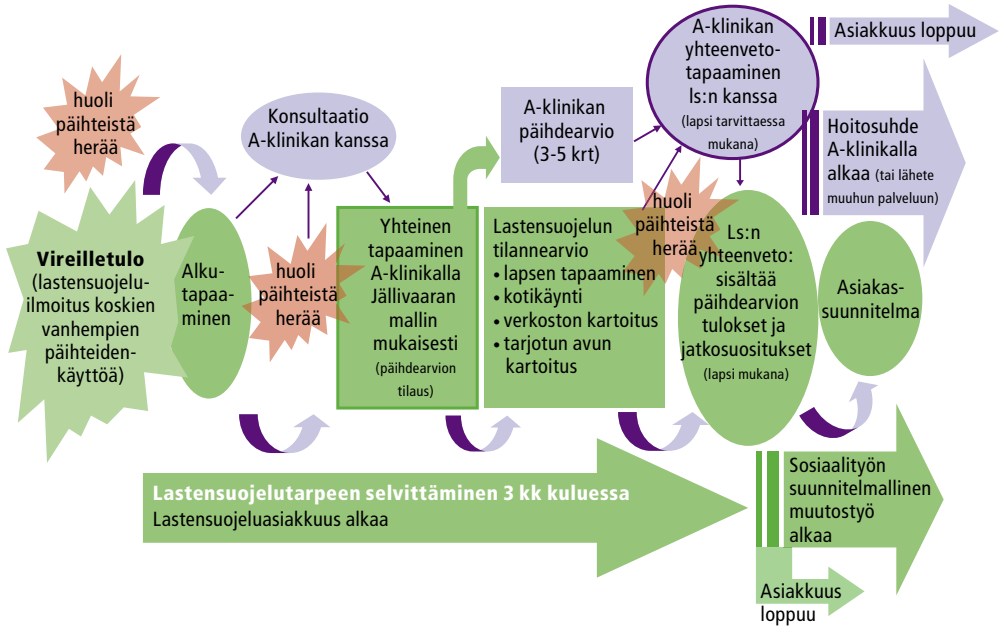 huoli
päihteistä
herää
Vireilletulo
(lastensuojelu-
ilmoitus koskien
vanhempien
päihteiden-
käyttöä)
Alku-
tapaa-
minen
Konsultaatio
A-klinikan kanssa
huoli
päihteistä
herää
Yhteinen
tapaaminen
A-klinikalla
Jällivaaran
mallin
mukaisesti
(päihdearvion
tilaus)
A-klinikan
päihdearvio
(3-5 krt)
Lastensuojelun
tilannearvio
• lapsen tapaaminen
• kotikäynti
• verkoston kartoitus
• tarjotun avun
kartoitus
A-klinikan
yhteenveto-
tapaaminen
ls:n kanssa
(lapsi tarvittaessa
mukana)
huoli
päihteistä
herää
Ls:n
yhteenveto:
sisältää
päihdearvion
tulokset ja
jatkosuositukset
(lapsi mukana)
Asiakkuus loppuu
Hoitosuhde
A-klinikalla
alkaa (tai lähete
muuhun palveluun)
Asiakas-
suunnitelma
Lastensuojelutarpeen selvittäminen 3 kk kuluessa
Lastensuojeluasiakkuus alkaa
Sosiaalityön
suunnitelmallinen
muutostyö
alkaa
Asiakkuus
loppuu